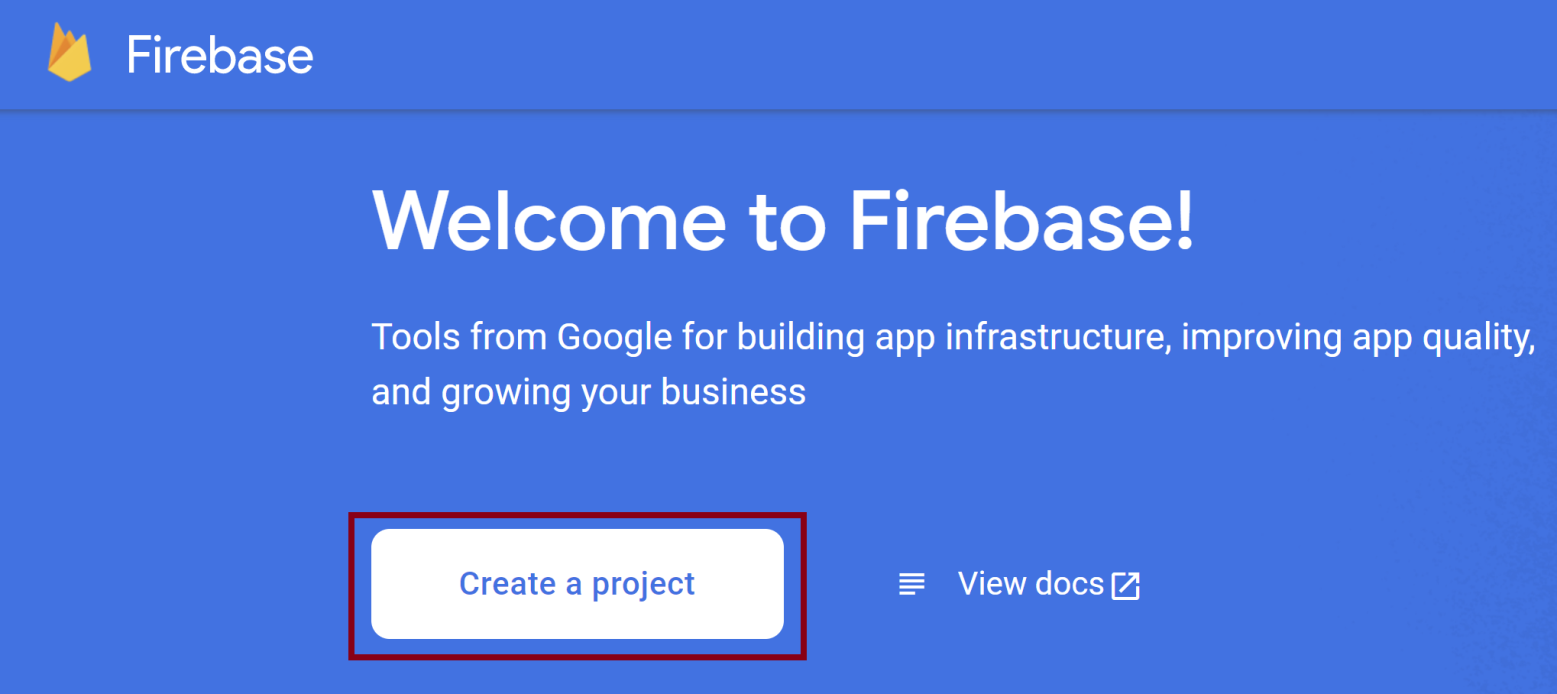 Firebase
Welcome to Firebase!
Tools from Google for building app infrastructure, improving app quality,
and growing your business
Create a project
View docs